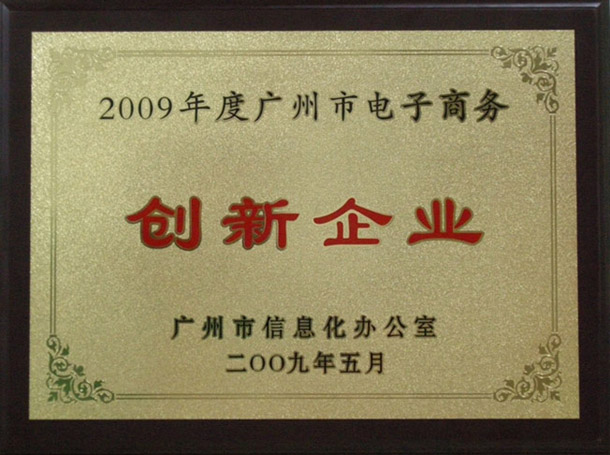 2009年度广州市电子商务
创新企业
广州市信息化办公室
二OO九年五月